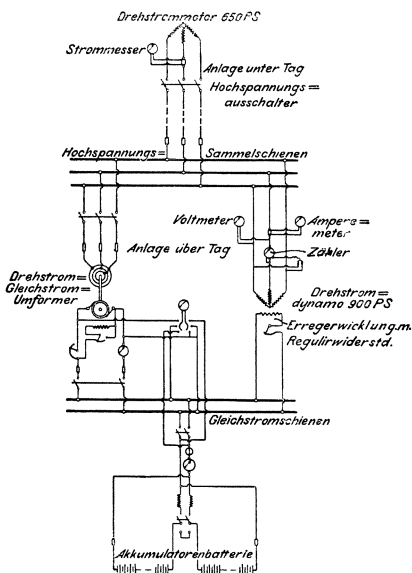 Drehstrommotor 650 PS
Strommesser
Anlage unter Tag
Hochspannungs=
ausschalter
Hochspannungs= Sammelschienen
Voltmeter
Ampere=
meter
Anlage über Tag
Zähler
Drehstrom=
Gleichstrom=
Umformer
Drehstrom=
dynamo 900 PS
Erregerwicklung.m.
Regulirwiderstd.
Gleichstromschienen
Akkumulatorenbatterie